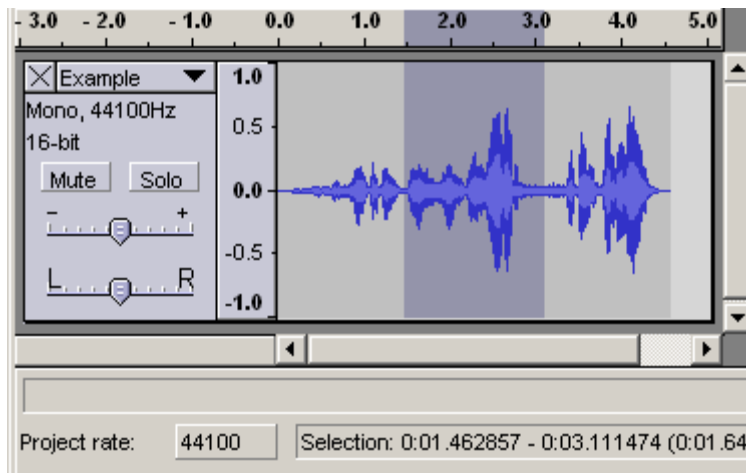 - 3.0 - 2.0 - 1.0 0.0 1.0 2.0 3.0 4.0 5.0
Example 1.0
Mono, 44100Hz
0.5
16-bit
Mute Solo 0.0
- +
-0.5
L R
-1.0
Project rate: 44100 Selection: 0:01.462857 - 0:03.111474 (0:01.64